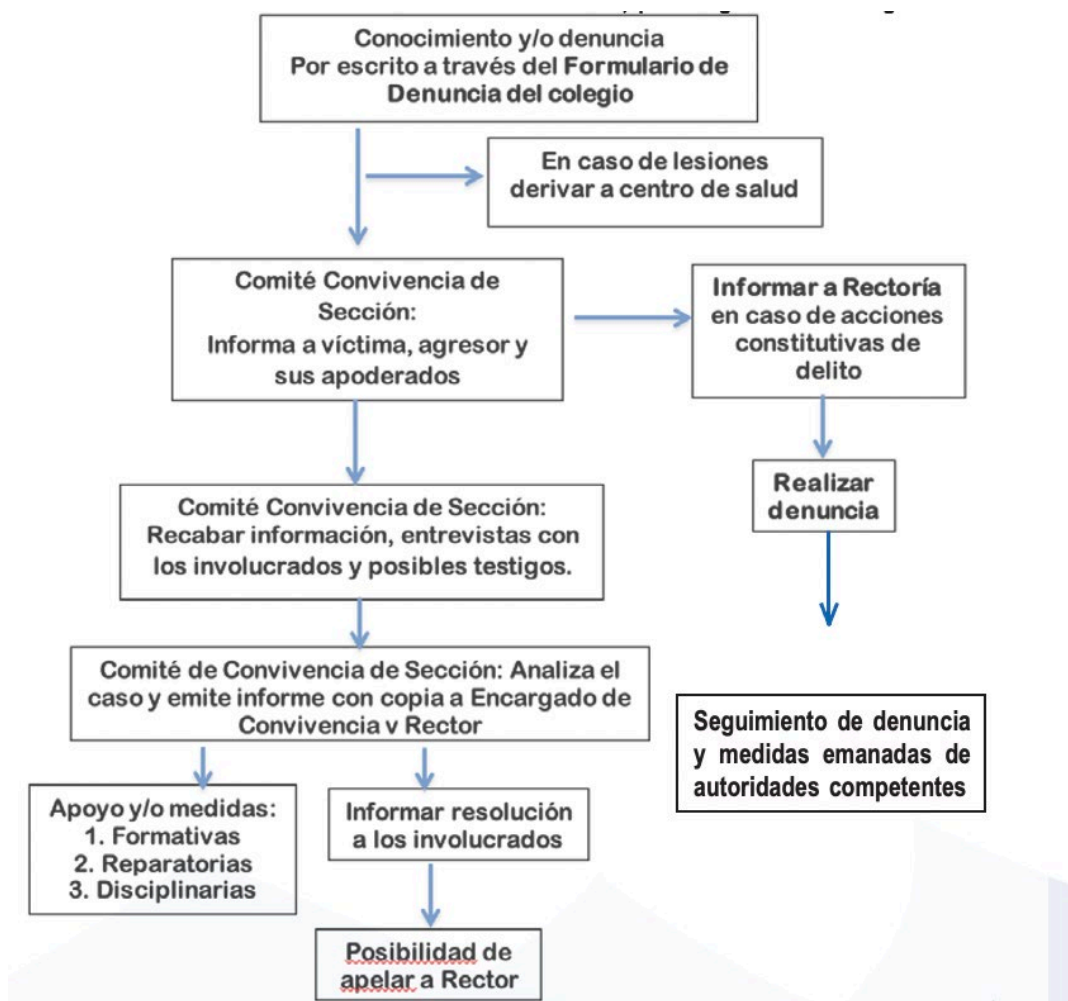 Conocimiento y/o denuncia
Por escrito a través del Formulario de
Denuncia del colegio
En caso de lesiones
derivar a centro de salud
Comité Convivencia de
Sección:
Informa a víctima, agresor y
sus apoderados
Informar a Rectoría
en caso de acciones
constitutivas de
delito
Realizar
denuncia
Comité Convivencia de Sección:
Recabar información, entrevistas con
los involucrados y posibles testigos.
Comité de Convivencia de Sección: Analiza el
caso y emite informe con copia a Encargado de
Convivencia y Rector
Seguimiento de denuncia
y medidas emanadas de
autoridades competentes
Apoyo y/o medidas:
1. Formativas
2. Reparatorias
3. Disciplinarias
Informar resolución
a los involucrados
Posibilidad de
apelar a Rector